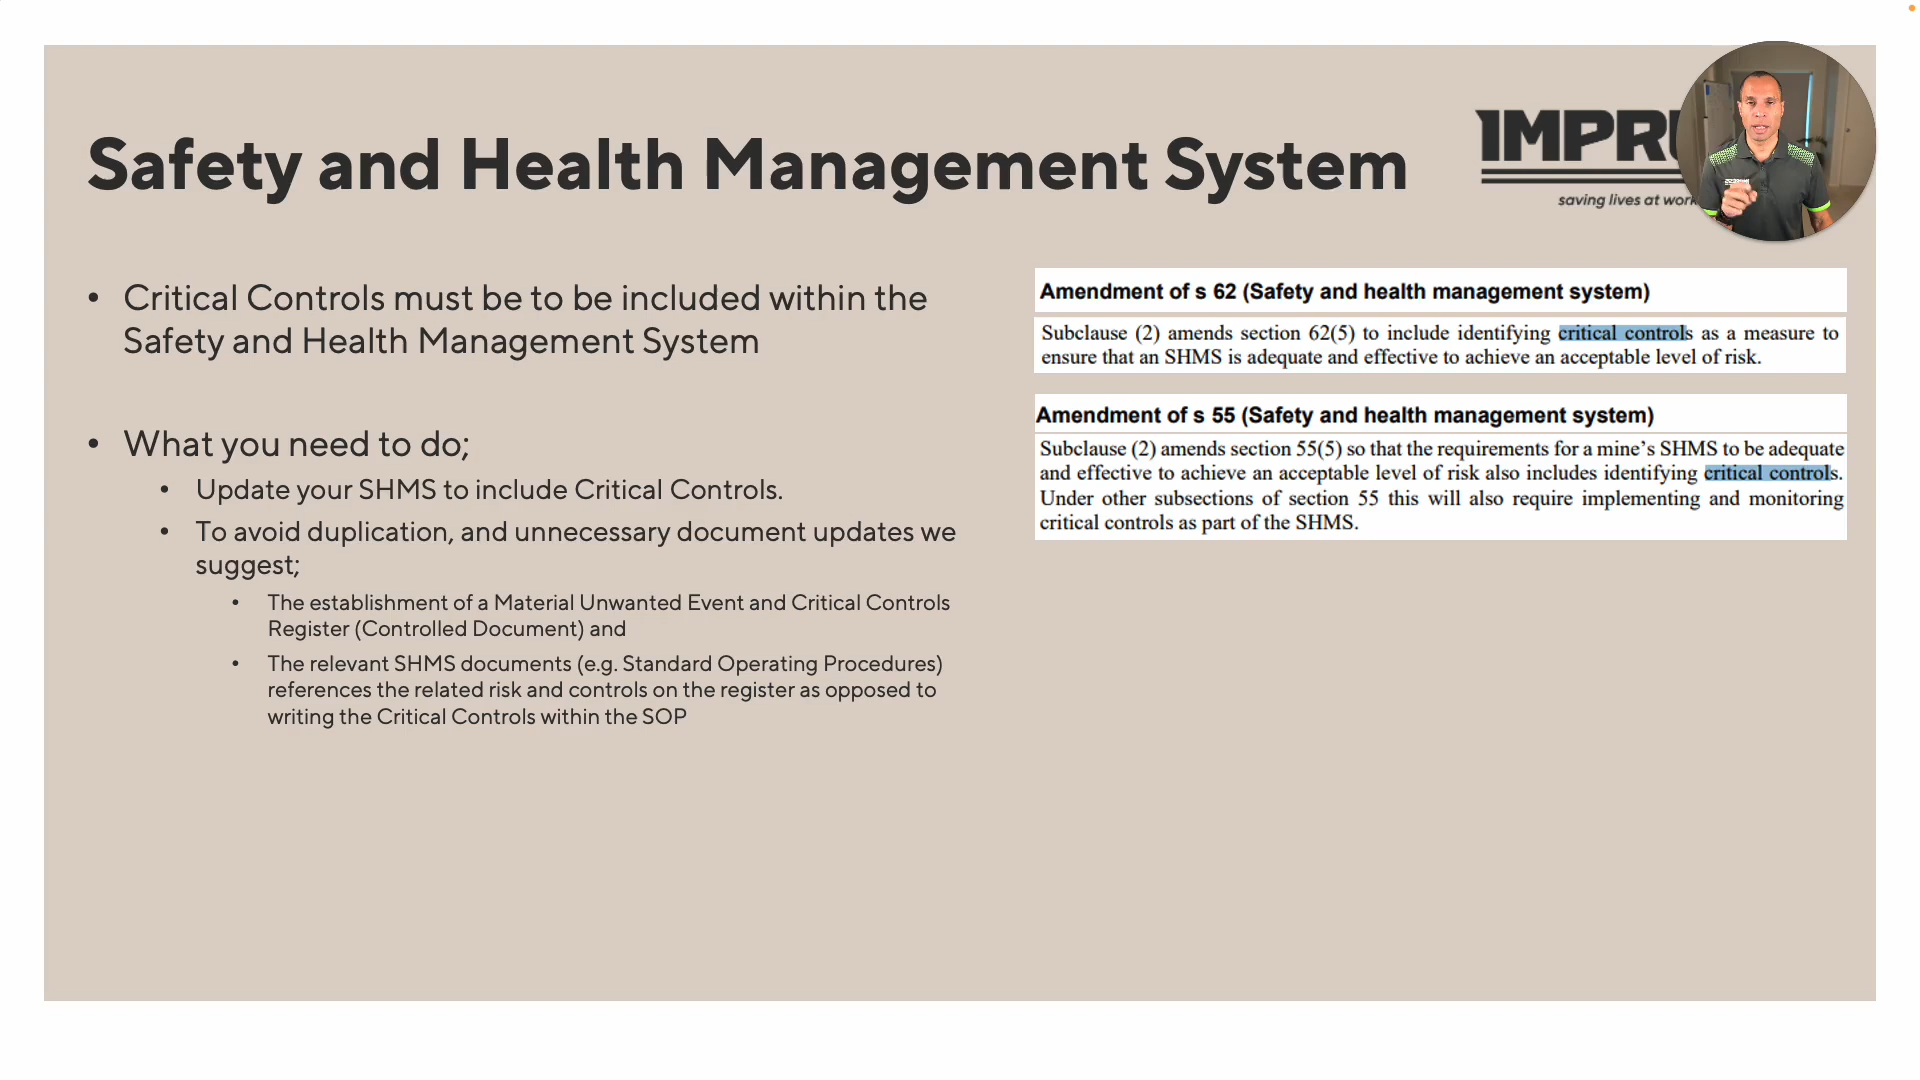 Safety and Health Management System
IMPR
saving lives at work
• Critical Controls must be to be included within the
Safety and Health Management System
• What you need to do;
• Update your SHMS to include Critical Controls.
• To avoid duplication, and unnecessary document updates we
suggest;
• The establishment of a Material Unwanted Event and Critical Controls
Register (Controlled Document) and
• The relevant SHMS documents (e.g. Standard Operating Procedures)
references the related risk and controls on the register as opposed to
writing the Critical Controls within the SOP
Amendment of s 62 (Safety and health management system)
Subclause (2) amends section 62(5) to include identifying critical controls as a measure to
ensure that an SHMS is adequate and effective to achieve an acceptable level of risk.
Amendment of s 55 (Safety and health management system)
Subclause (2) amends section 55(5) so that the requirements for a mine’s SHMS to be adequate
and effective to achieve an acceptable level of risk also includes identifying critical controls.
Under other subsections of section 55 this will also require implementing and monitoring
critical controls as part of the SHMS.